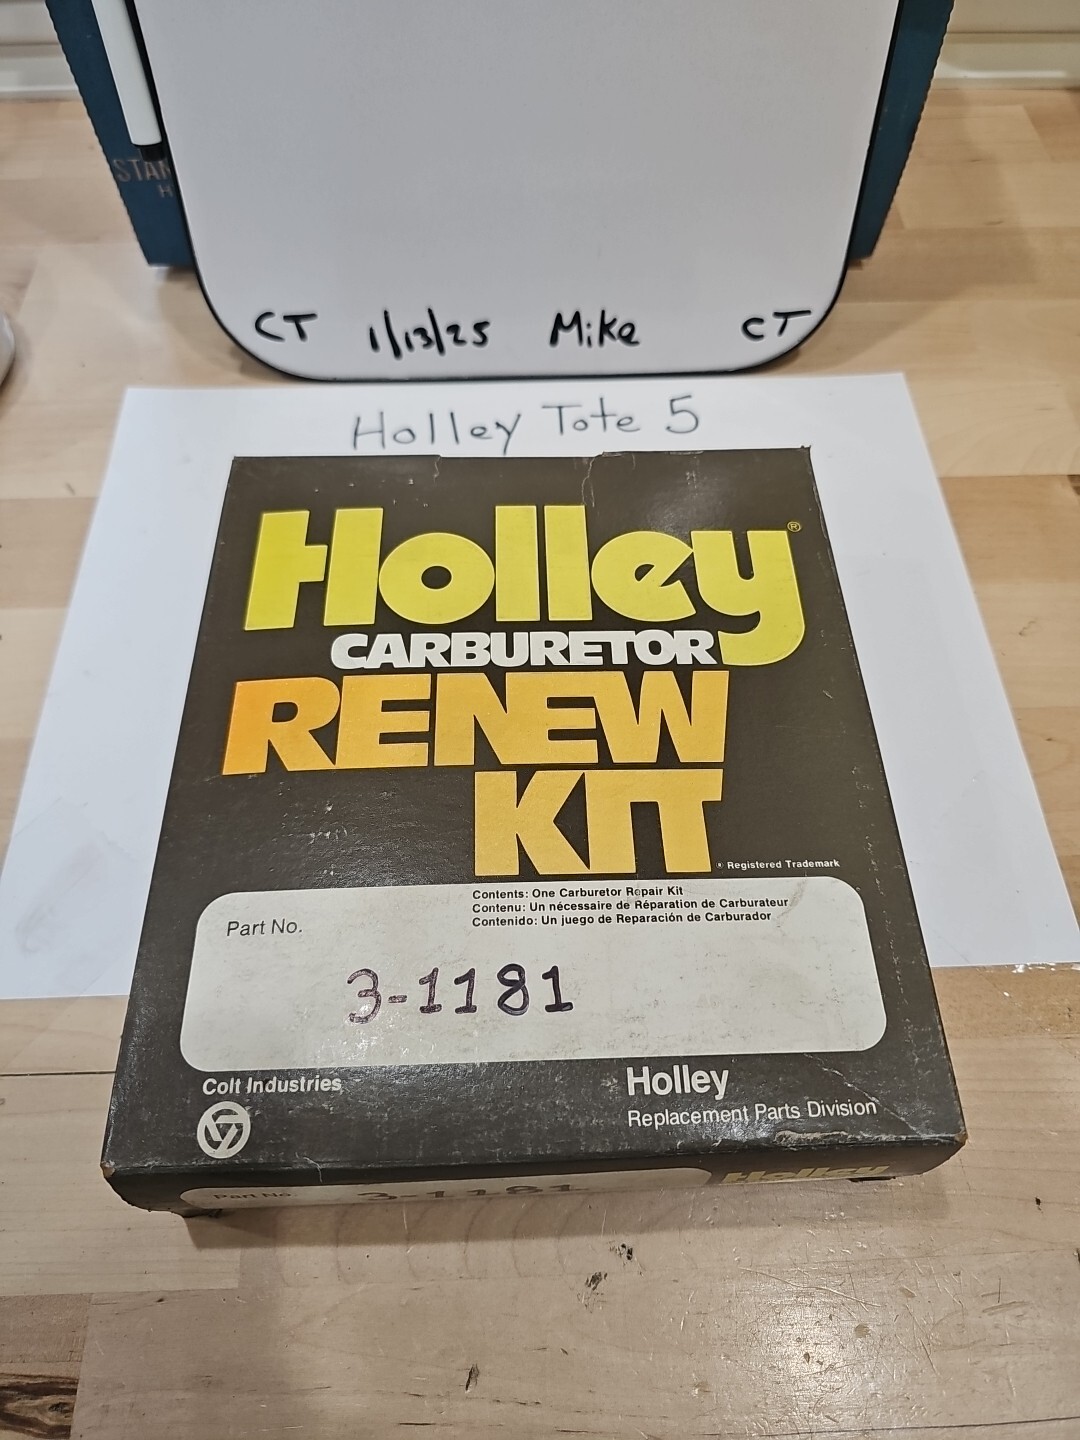 CT 1/13/25 Mike CT
Holley Tote 5
Holley®
CARBURETOR
RENEW
KIT
® Registered Trademark
Contents: One Carburetor Repair Kit
Contenu: Un nécessaire de Réparation de Carburateur
Contenido: Un juego de Reparación de Carburador
Part No.
3-1181
Colt Industries
Holley
Replacement Parts Division
Part No. 3-1181
Holley